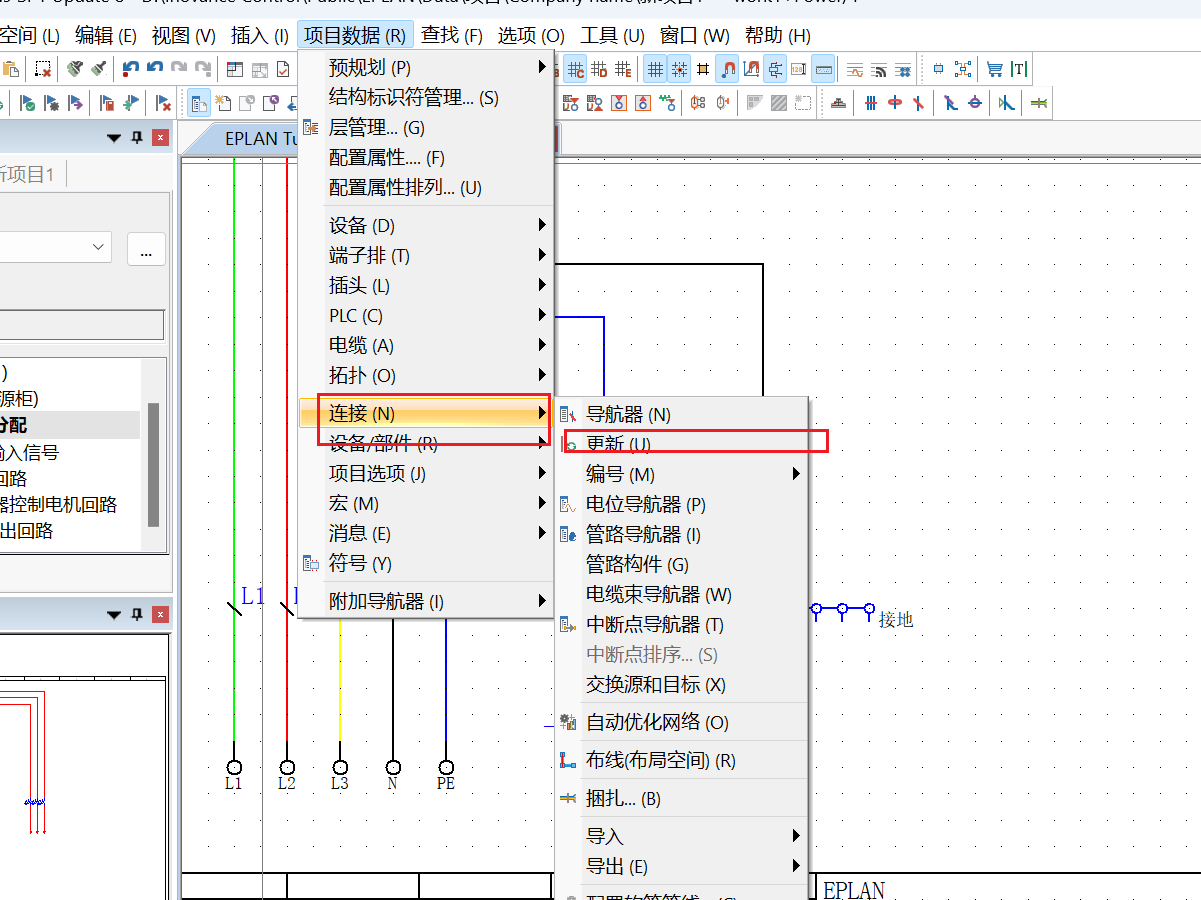 空间 (L) 编辑 (E) 视图 (V) 插入 (I) 项目数据 (R) 查找 (F) 选项 (O) 工具 (U) 窗口 (W) 帮助 (H)
预规划 (P)
结构标识符管理... (S)
层管理... (G)
配置属性.... (F)
配置属性排列... (U)
设备 (D)
端子排 (T)
插头 (L)
PLC (C)
电缆 (A)
拓扑 (O)
连接 (N)
设备/部件 (R)
项目选项 (J)
宏 (M)
消息 (E)
符号 (Y)
附加导航器 (I)
导航器 (N)
更新 (U)
编号 (M)
电位导航器 (P)
管路导航器 (I)
管路构件 (G)
电缆束导航器 (W)
中断点导航器 (T)
中断点排序... (S)
交换源和目标 (X)
自动优化网络 (O)
布线(布局空间) (R)
捆扎... (B)
导入
导出 (E)
EPLAN Tu
新项目1
...
)
源柜)
分配
输入信号
回路
器控制电机回路
出回路
L1
L1
L2
L3
N
PE
接地
EPLAN